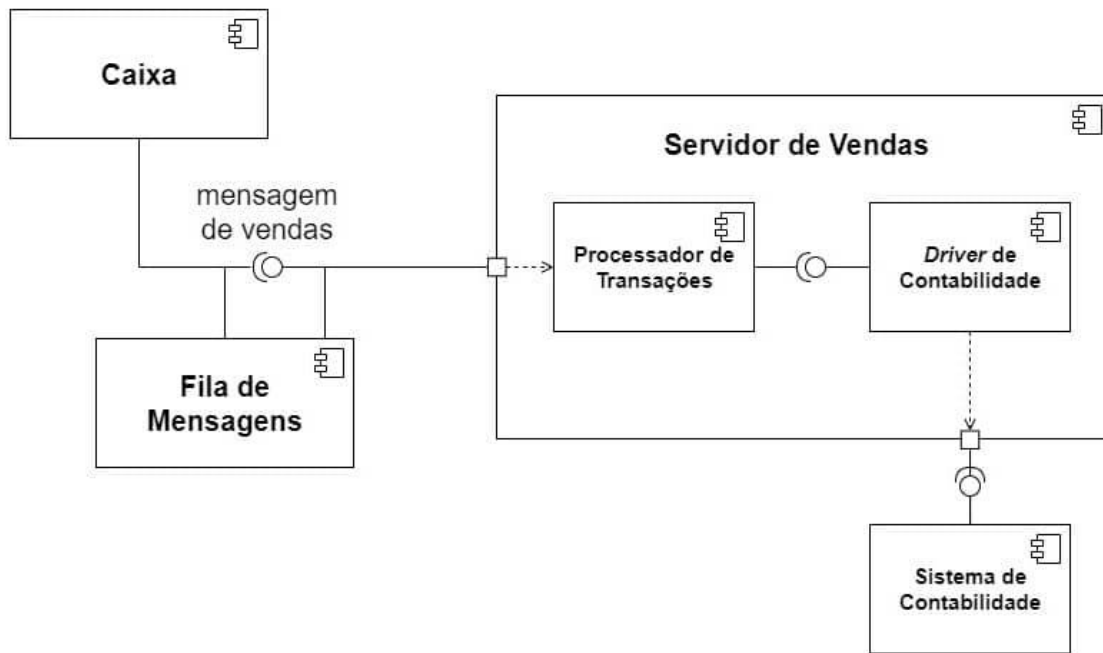 Caixa
mensagem
de vendas
Servidor de Vendas
Processador de
Transações
Driver de
Contabilidade
Fila de
Mensagens
Sistema de
Contabilidade